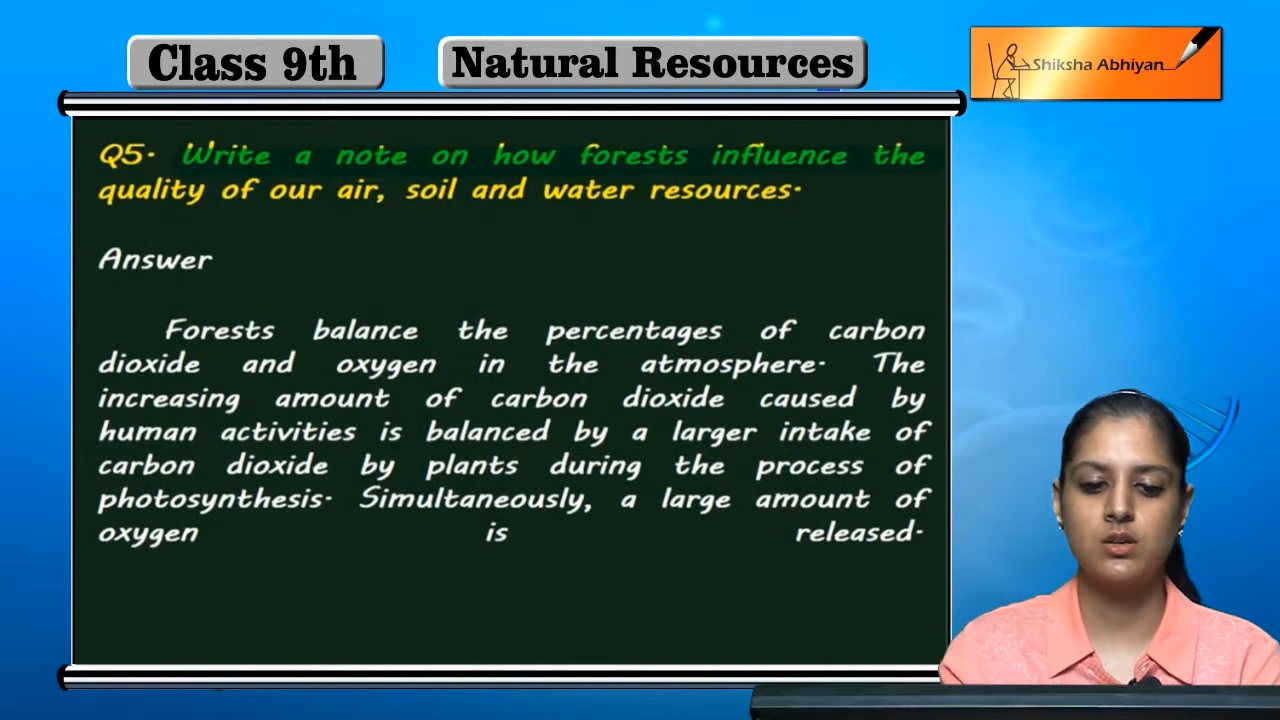 Class 9th
Natural Resources
Shiksha Abhiyan
Q5. Write a note on how forests influence the
quality of our air, soil and water resources.
Answer
Forests balance the percentages of carbon
dioxide and oxygen in the atmosphere. The
increasing amount of carbon dioxide caused by
human activities is balanced by a larger intake of
carbon dioxide by plants during the process of
photosynthesis. Simultaneously, a large amount of
oxygen is released.